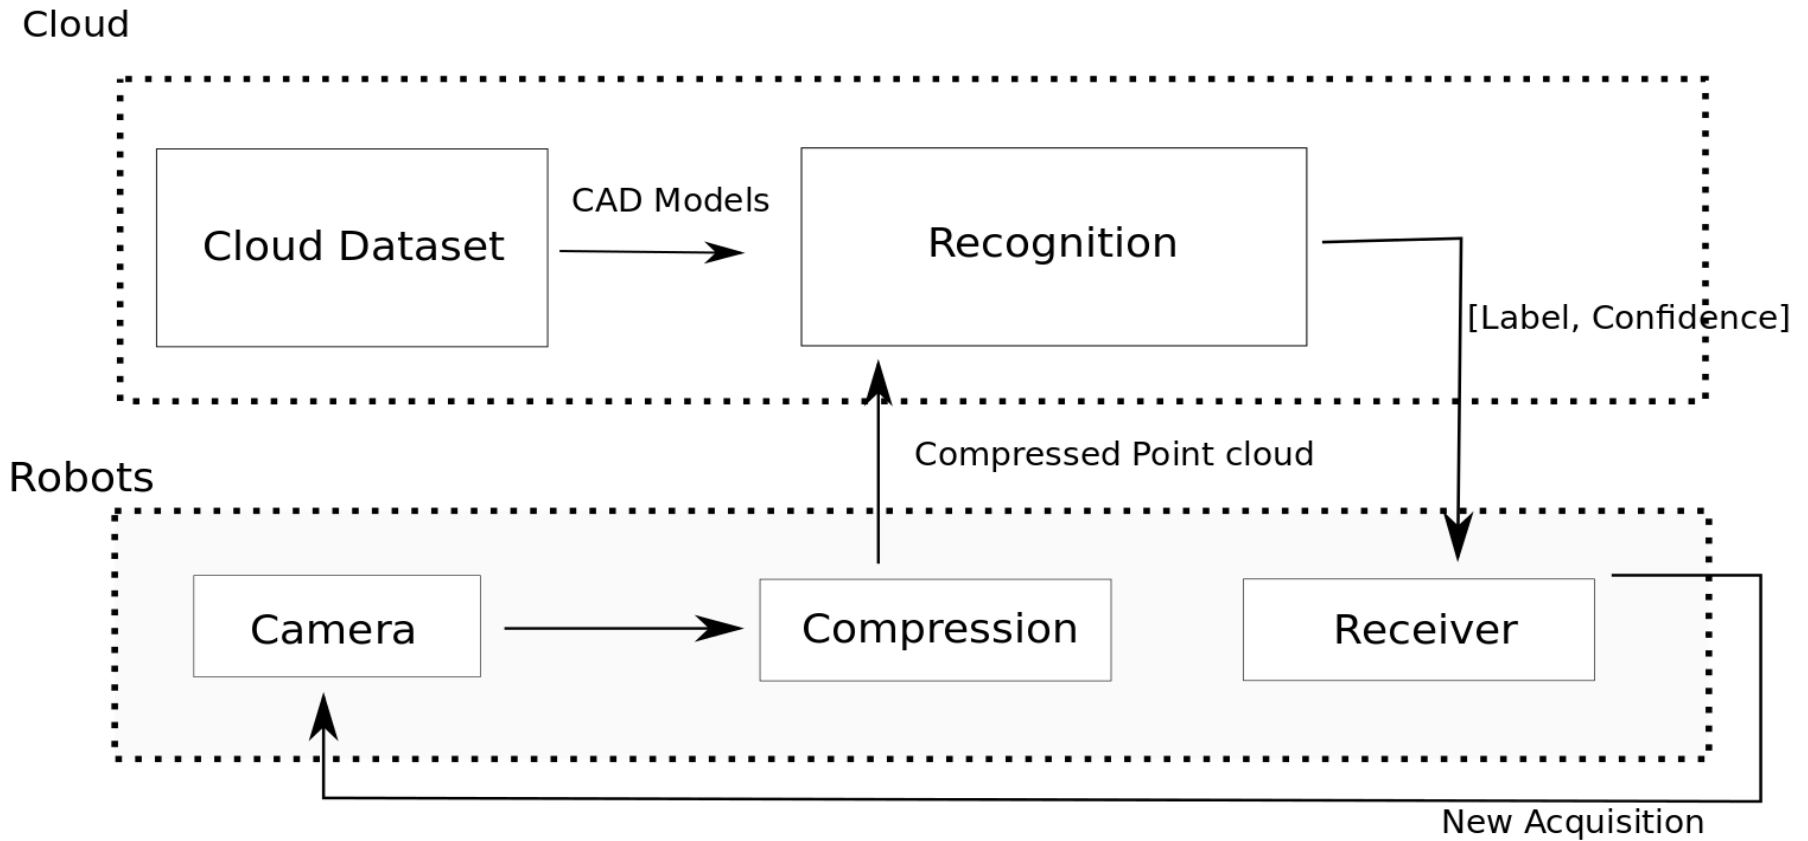 Cloud
CAD Models
Cloud Dataset
Recognition
[Label, Confidence]
Compressed Point cloud
Robots
Camera
Compression
Receiver
New Acquisition